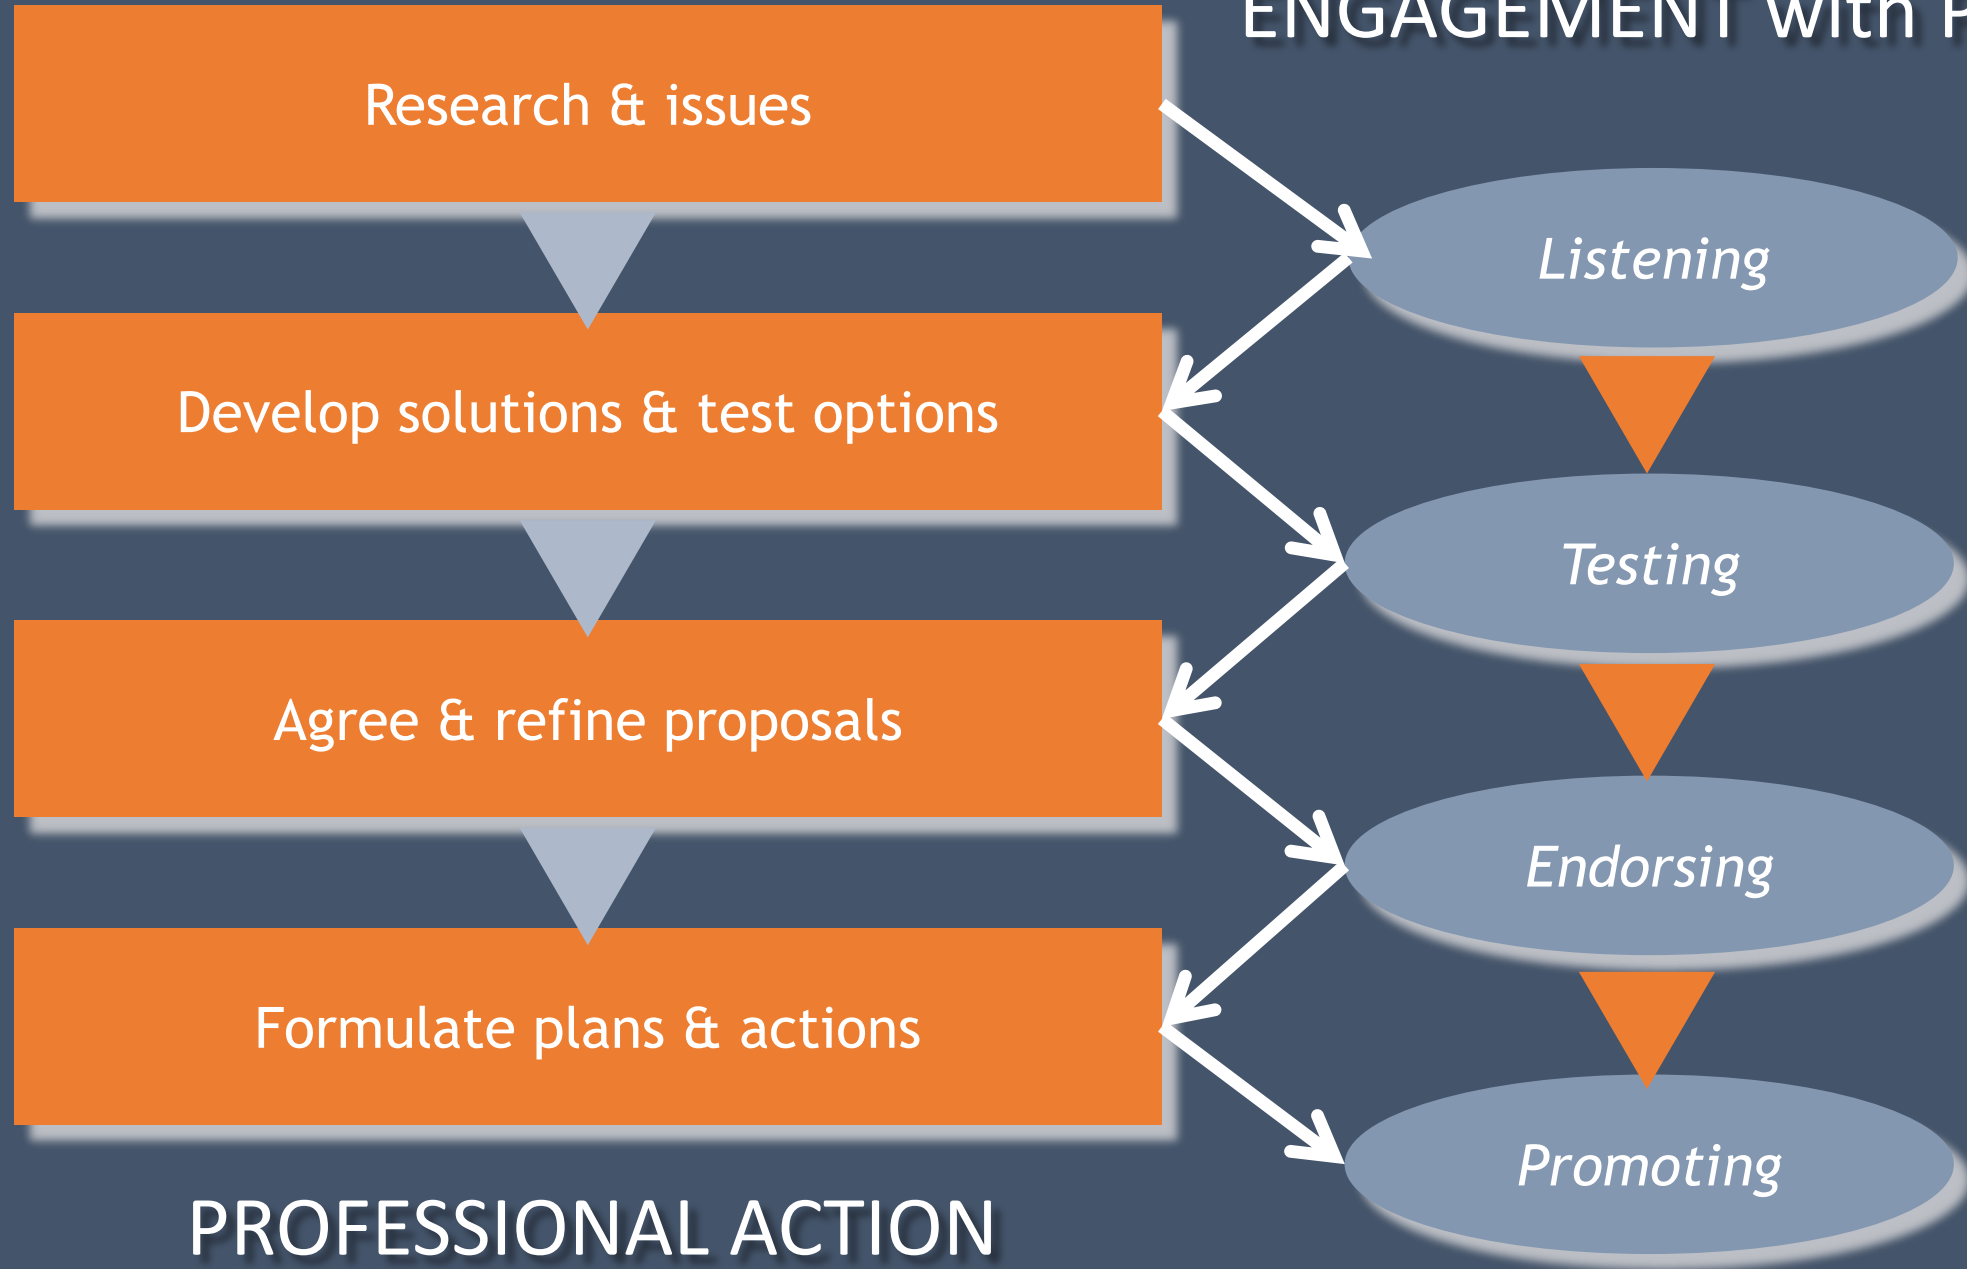 ENGAGEMENT with P
Research & issues
Listening
Develop solutions & test options
Testing
Agree & refine proposals
Endorsing
Formulate plans & actions
Promoting
PROFESSIONAL ACTION